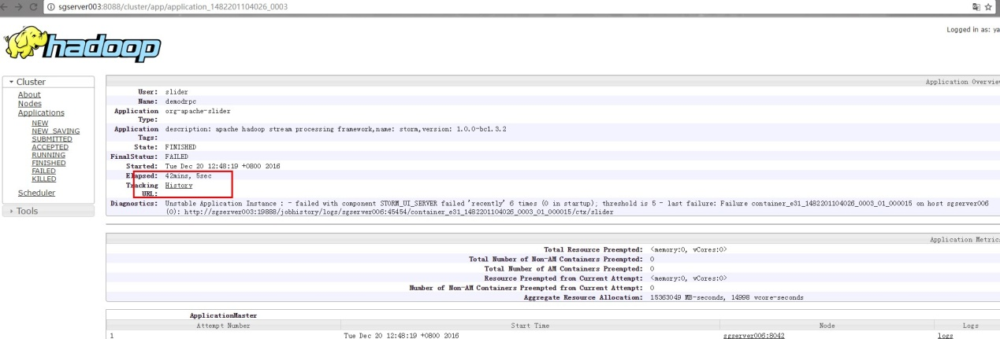 sgserver003:8088/cluster/app/application_1482201104026_0003
Logged in as: ya
hadoop
Cluster
About
Nodes
Applications
NEW
NEW_SAVING
SUBMITTED
ACCEPTED
RUNNING
FINISHED
FAILED
KILLED
Scheduler
Tools
Application Overview
User: slider
Name: demodrpc
Application Type: org-apache-slider
Application Tags: description: apache hadoop stream processing framework,name: storm,version: 1.0.0-bc1.3.2
State: FINISHED
FinalStatus: FAILED
Started: Tue Dec 20 12:48:19 +0800 2016
Elapsed: 42mins, 5sec
Tracking URL: History
Diagnostics: Unstable Application Instance : - failed with component STORM_UI_SERVER failed 'recently' 6 times (0 in startup); threshold is 5 - last failure: Failure container_e31_1482201104026_0003_01_000015 on host sgserver006
(0): http://sgserver003:19888/jobhistory/logs/sgserver006:45454/container_e31_1482201104026_0003_01_000015/ctx/slider
Application Metrics
Total Resource Preempted: <memory:0, vCores:0>
Total Number of Non-AM Containers Preempted: 0
Total Number of AM Containers Preempted: 0
Resource Preempted from Current Attempt: <memory:0, vCores:0>
Number of Non-AM Containers Preempted from Current Attempt: 0
Aggregate Resource Allocation: 15363049 MB-seconds, 14998 vcore-seconds
ApplicationMaster
Attempt Number Start Time Node Logs
1 Tue Dec 20 12:48:19 +0800 2016 sgserver006:8042 logs